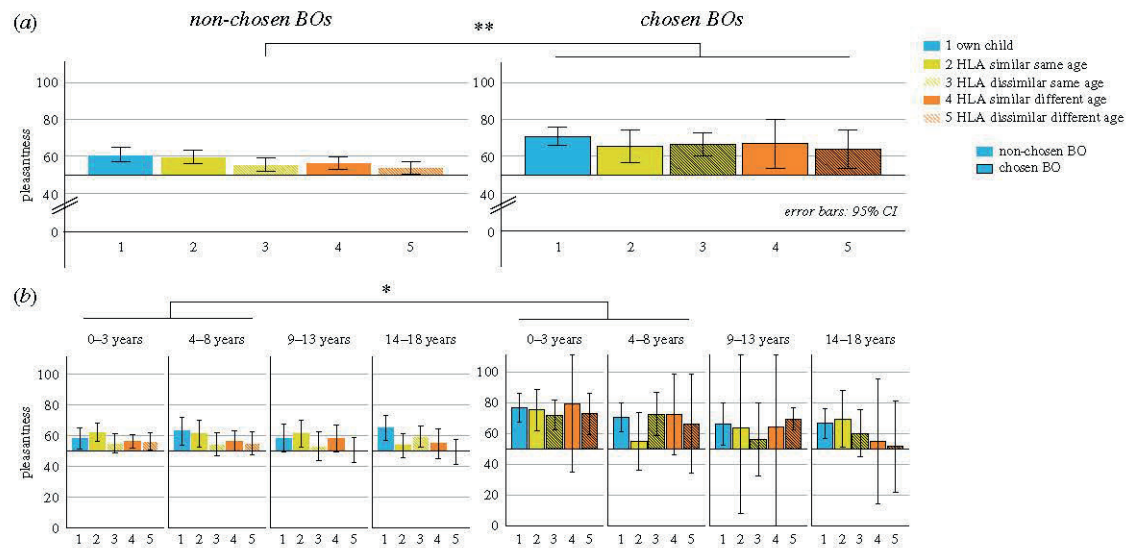 (a)
non-chosen BOs
chosen BOs
**
pleasantness
100
80
60
40
0
1 2 3 4 5
100
80
60
40
0
error bars: 95% CI
1 2 3 4 5
1 own child
2 HLA similar same age
3 HLA dissimilar same age
4 HLA similar different age
5 HLA dissimilar different age
non-chosen BO
chosen BO
(b)
*
0–3 years 4–8 years 9–13 years 14–18 years
pleasantness
100
80
60
40
20
0
1 2 3 4 5 1 2 3 4 5 1 2 3 4 5 1 2 3 4 5
0–3 years 4–8 years 9–13 years 14–18 years
100
80
60
40
20
0
1 2 3 4 5 1 2 3 4 5 1 2 3 4 5 1 2 3 4 5